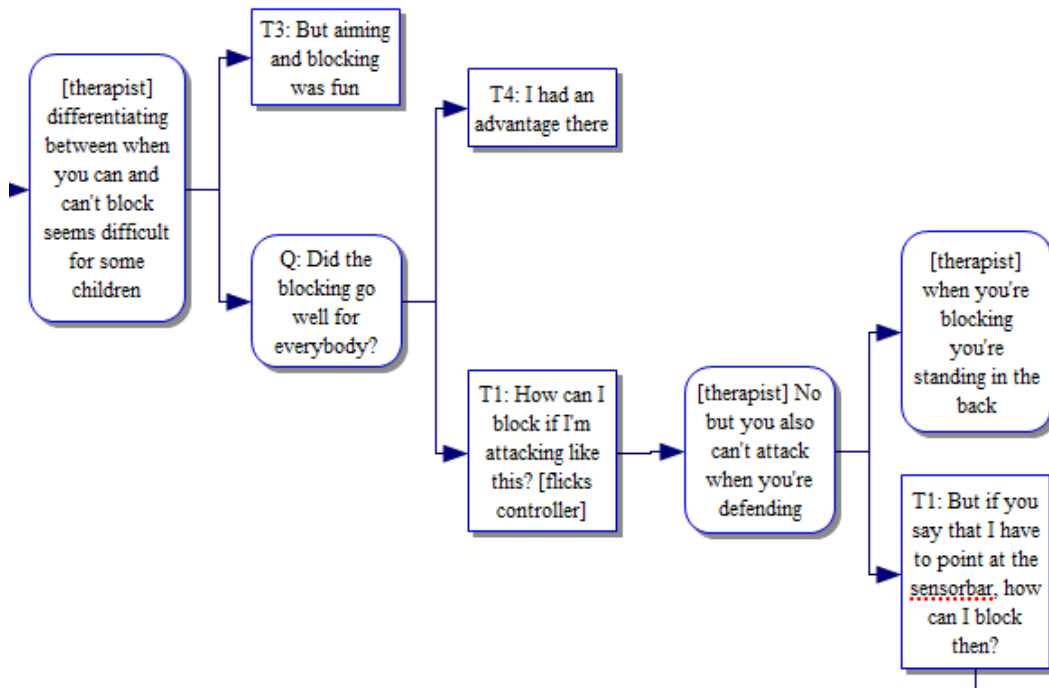 [therapist]
differentiating
between when
you can and
can't block
seems difficult
for some
children
T3: But aiming
and blocking
was fun
Q: Did the
blocking go
well for
everybody?
T4: I had an
advantage there
T1: How can I
block if I'm
attacking like
this? [flicks
controller]
[therapist] No
but you also
can't attack
when you're
defending
[therapist]
when you're
blocking
you're
standing in the
back
T1: But if you
say that I have
to point at the
sensorbar, how
can I block
then?